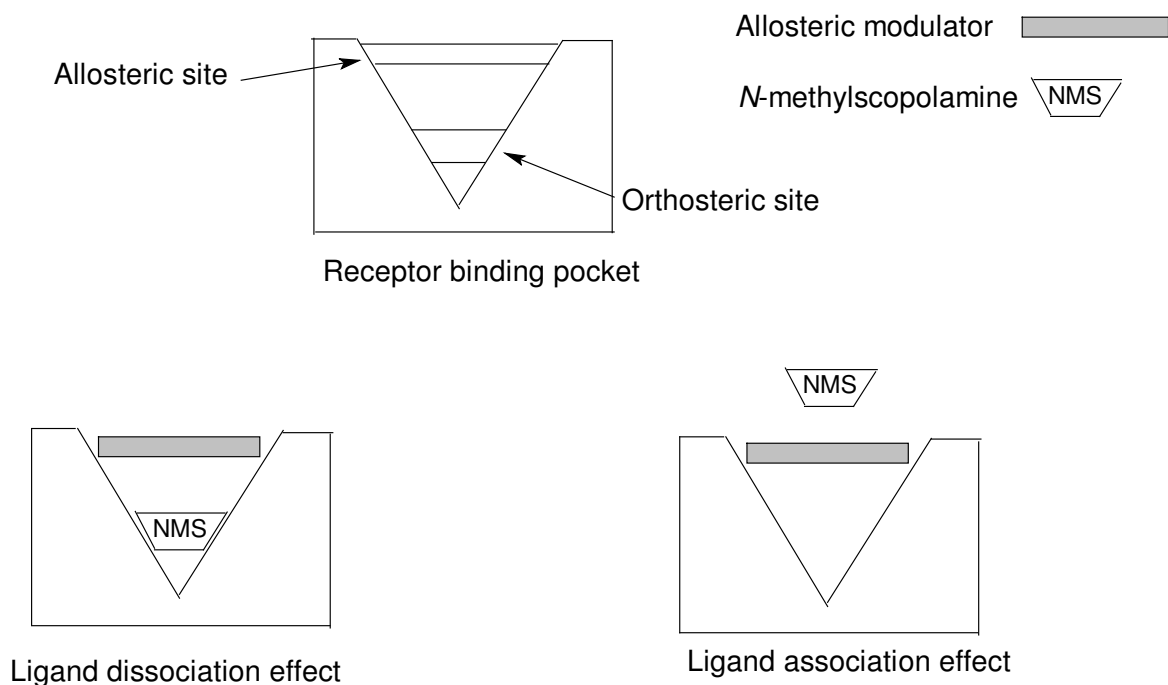 Allosteric modulator
Allosteric site
N-methylscopolamine
NMS
Orthosteric site
Receptor binding pocket
NMS
NMS
Ligand dissociation effect
Ligand association effect